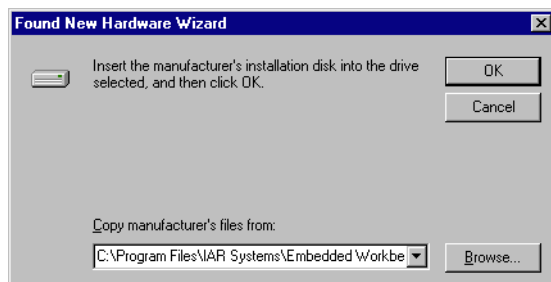 Found New Hardware Wizard
Insert the manufacturer's installation disk into the drive
selected, and then click OK.
OK
Cancel
Copy manufacturer's files from:
C:\Program Files\IAR Systems\Embedded Workbe
Browse...